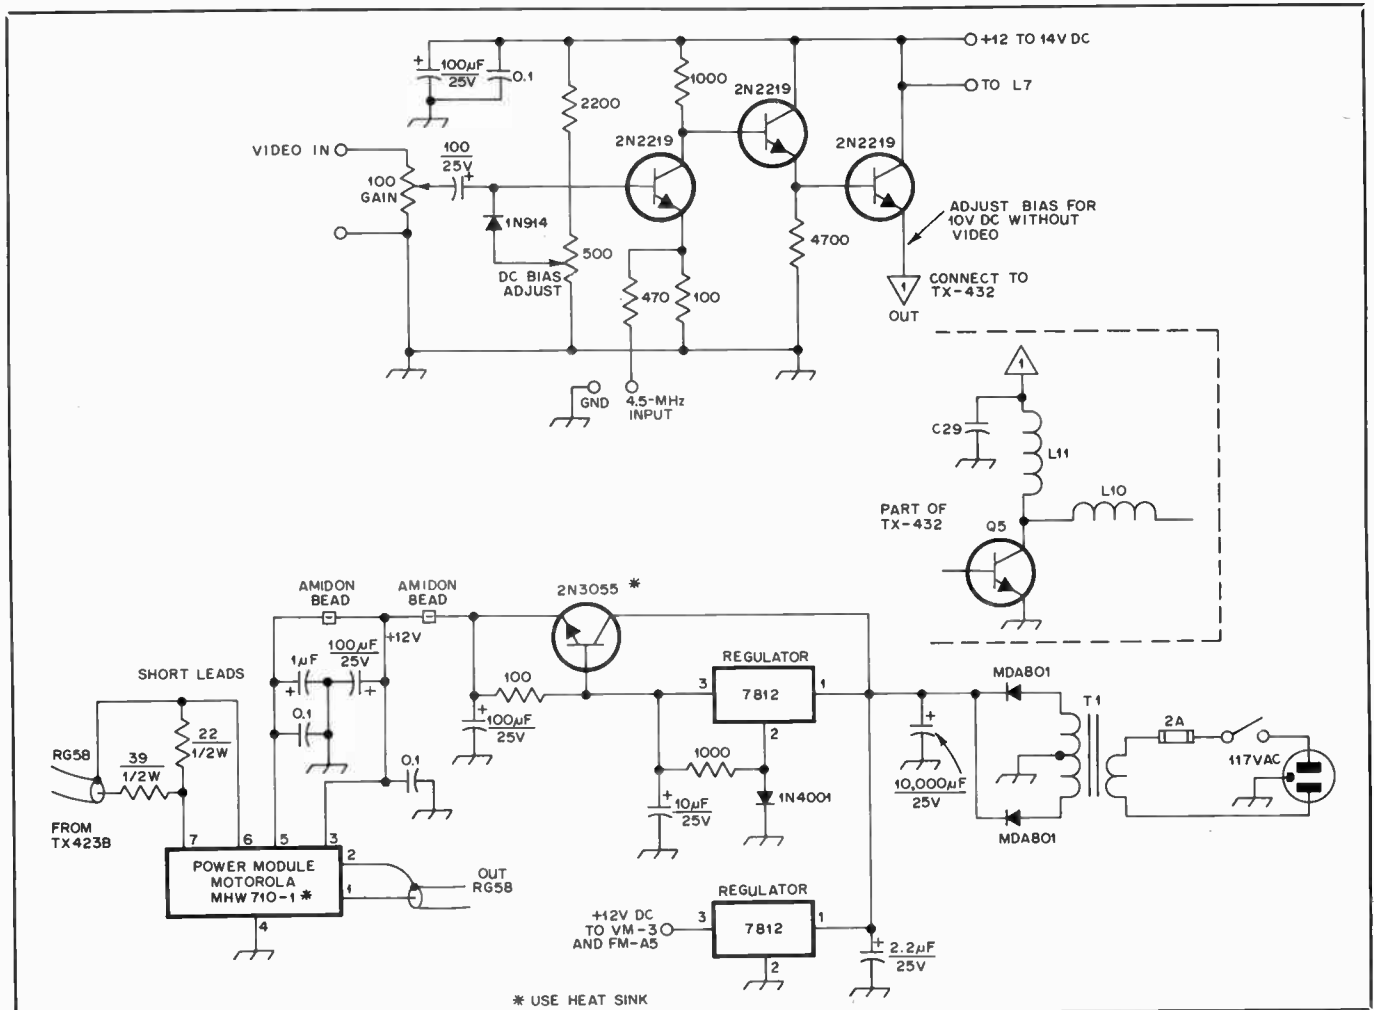 +12 TO 14V DC
+
100µF
25V
0.1
TO L7
2200
1000
2N2219
2N2219
2N2219
VIDEO IN
100
25V
+
100
GAIN
1N914
500
DC BIAS
ADJUST
470
100
4700
ADJUST BIAS FOR
10V DC WITHOUT
VIDEO
1
CONNECT TO
TX-432
OUT
GND
4.5-MHz
INPUT
1
C29
L11
L10
PART OF
TX-432
Q5
AMIDON
BEAD
AMIDON
BEAD
2N3055 *
+12V
SHORT LEADS
1µF
+
100µF
25V
+
0.1
100
+
100µF
25V
REGULATOR
3
7812
1
2
1000
1N4001
+
10µF
25V
+
10,000µF
25V
MDA801
MDA801
T1
2A
117VAC
RG58
39
1/2W
22
1/2W
FROM
TX423B
0.1
7
6
5
3
2
1
4
POWER MODULE
MOTOROLA
MHW710-1 *
OUT
RG58
REGULATOR
+12V DC
TO VM-3
AND FM-A5
3
7812
1
2
+
2.2µF
25V
* USE HEAT SINK